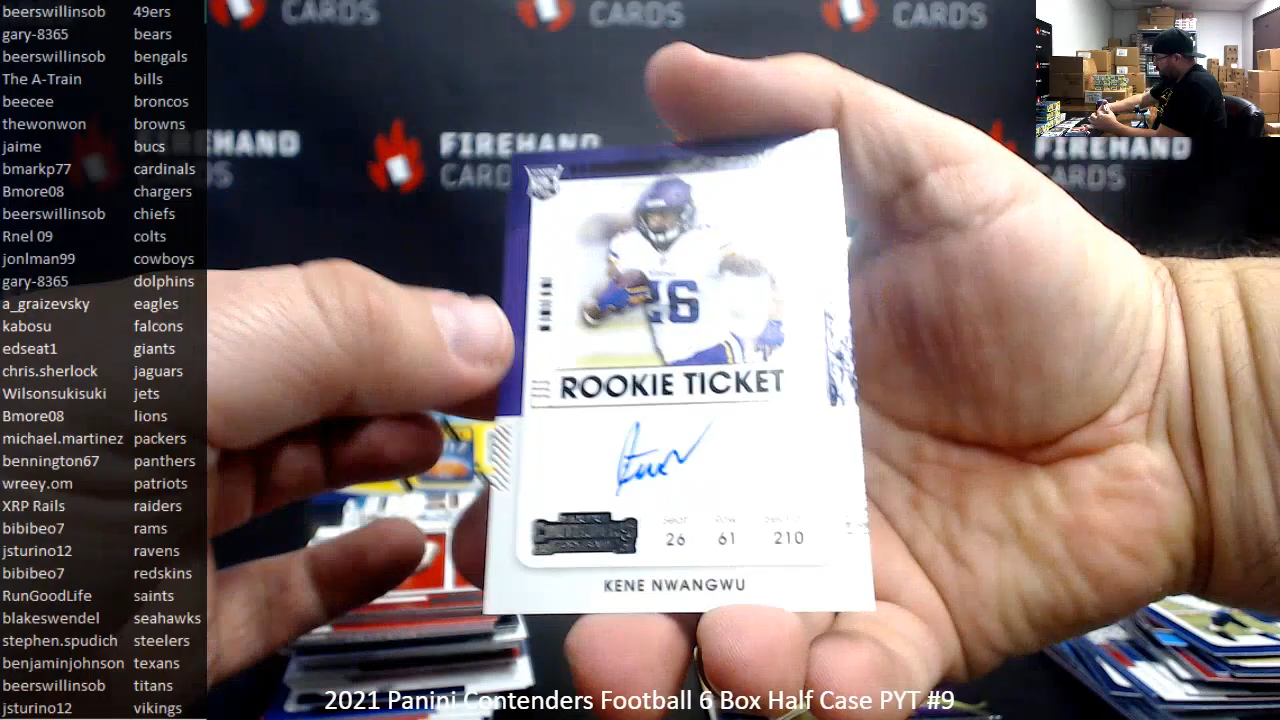 beerswillinsob 49ers
gary-8365 bears
beerswillinsob bengals
The A-Train bills
beecee broncos
thewonwon browns
jaime bucs
bmarkp77 cardinals
Bmore08 chargers
beerswillinsob chiefs
Rnel 09 colts
jonlman99 cowboys
gary-8365 dolphins
a_graizevsky eagles
kabosu falcons
edseat1 giants
chris.sherlock jaguars
Wilsonsukisuki jets
Bmore08 lions
michael.martinez packers
bennington67 panthers
wreey.om patriots
XRP Rails raiders
bibibeo7 rams
jsturino12 ravens
bibibeo7 redskins
RunGoodLife saints
blakeswendel seahawks
stephen.spudich steelers
benjaminjohnson texans
beerswillinsob titans
jsturino12 vikings
CARDS
CARDS
CARDS
FIREHAND
FIREHAND
CARDS
26
ROOKIE TICKET
Seat Row
26 61 210
KENE NWANGWU
2021 Panini Contenders Football 6 Box Half Case PYT #9